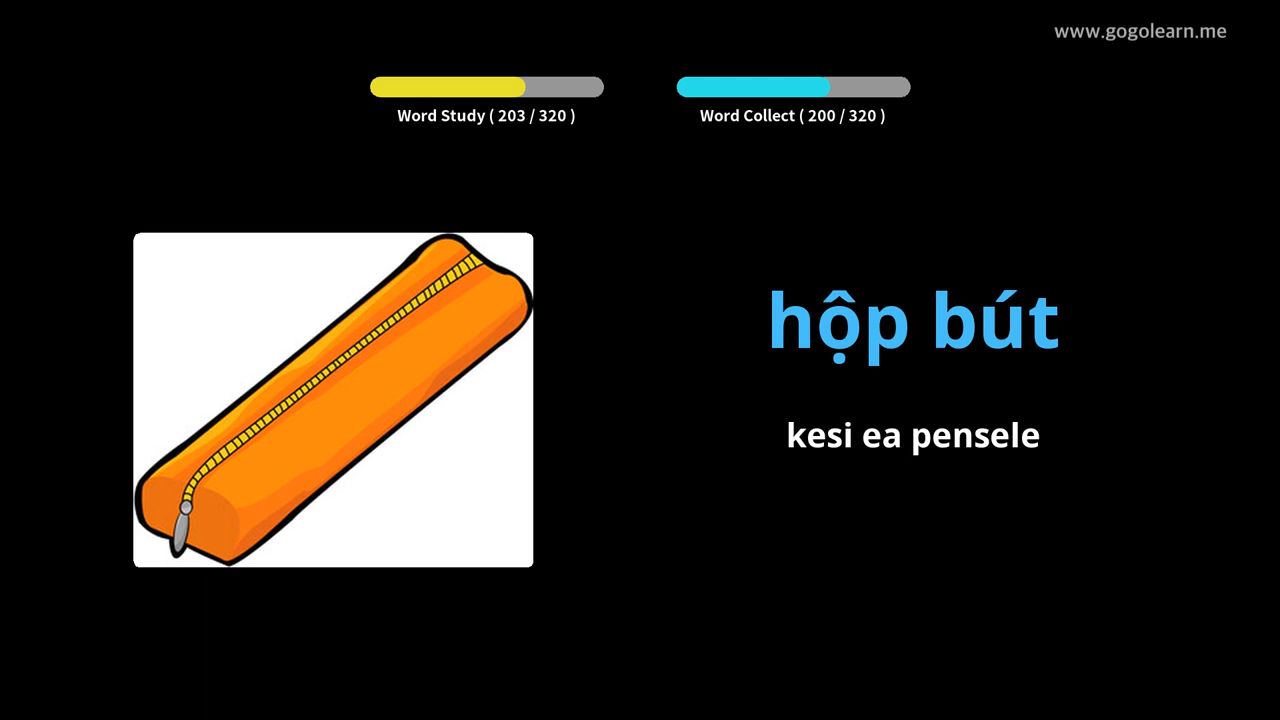 www.gogolearn.me
Word Study ( 203 / 320 )
Word Collect ( 200 / 320 )
hộp bút
kesi ea pensele